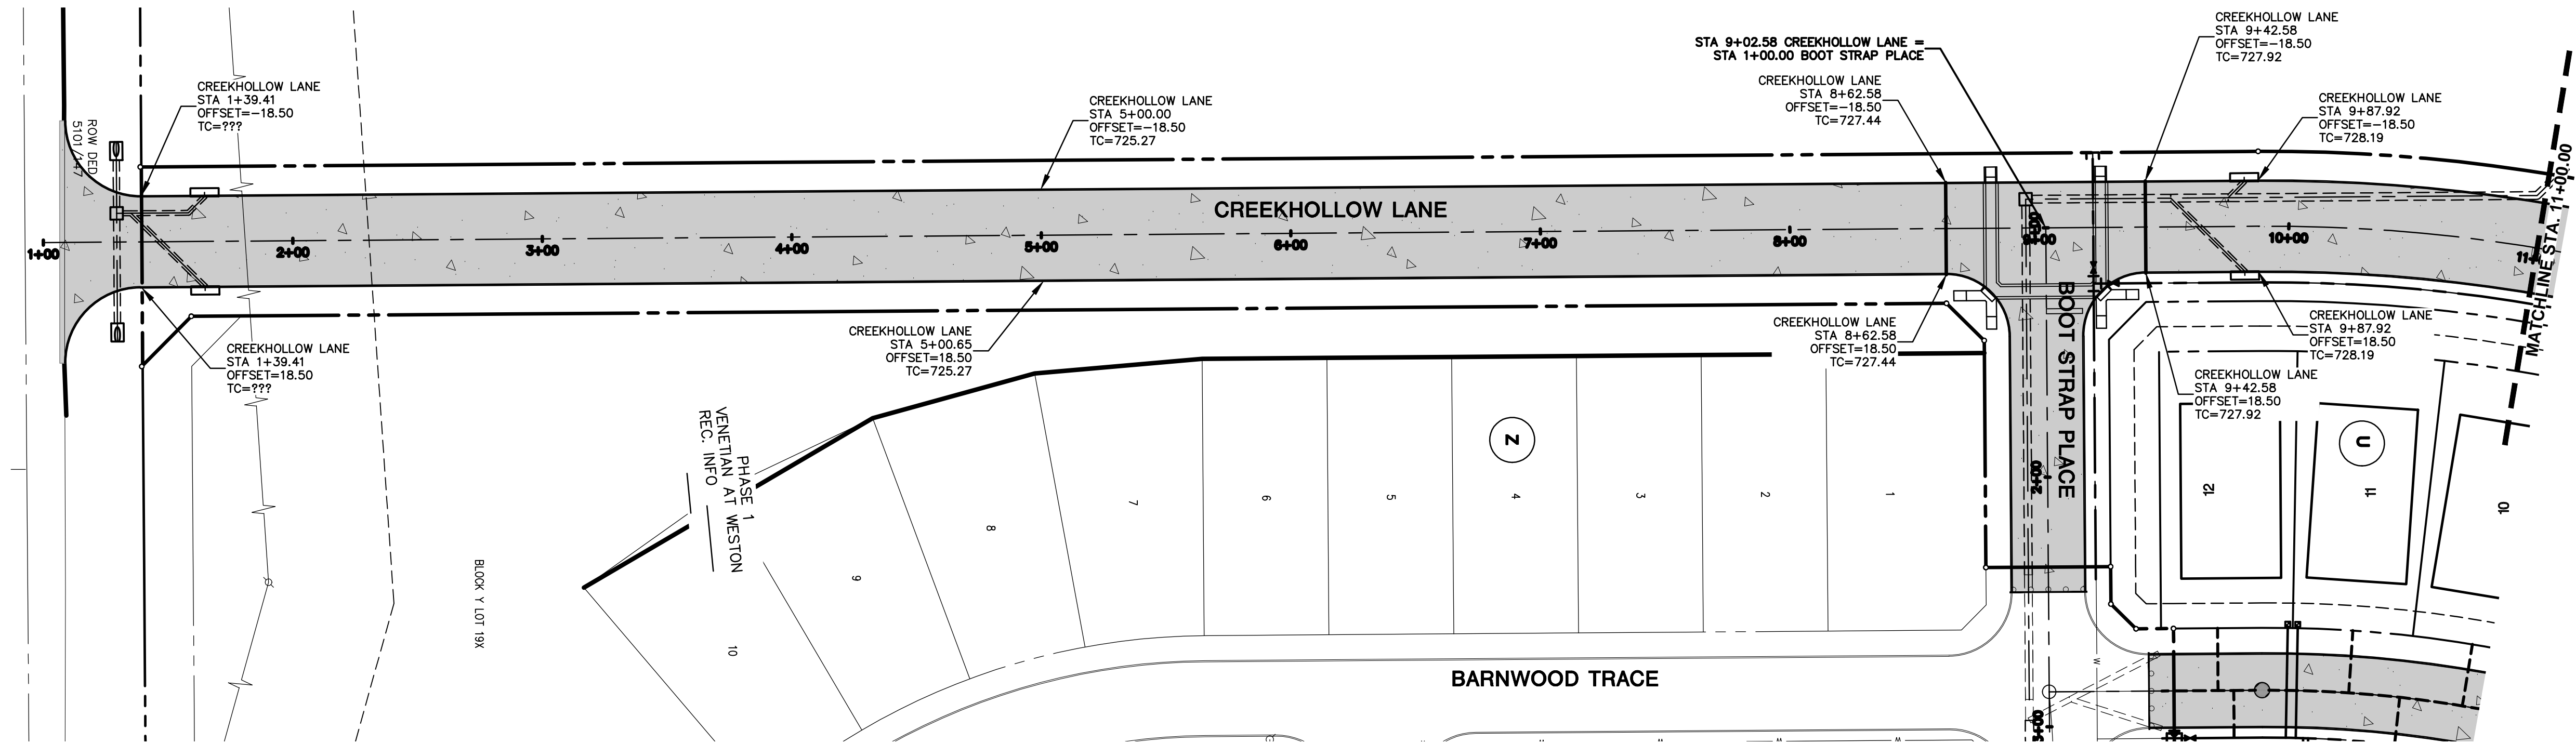 CREEKHOLLOW LANE
STA 1+39.41
OFFSET=-18.50
TC=???
ROW DED
5101/147
CREEKHOLLOW LANE
STA 5+00.00
OFFSET=-18.50
TC=725.27
STA 9+02.58 CREEKHOLLOW LANE =
STA 1+00.00 BOOT STRAP PLACE
CREEKHOLLOW LANE
STA 8+62.58
OFFSET=-18.50
TC=727.44
CREEKHOLLOW LANE
STA 9+42.58
OFFSET=-18.50
TC=727.92
CREEKHOLLOW LANE
STA 9+87.92
OFFSET=-18.50
TC=728.19
MATCHLINE STA. 11+00.00
CREEKHOLLOW LANE
1+00
2+00
3+00
4+00
5+00
6+00
7+00
8+00
9+00
10+00
11+
CREEKHOLLOW LANE
STA 1+39.41
OFFSET=18.50
TC=???
CREEKHOLLOW LANE
STA 5+00.65
OFFSET=18.50
TC=725.27
CREEKHOLLOW LANE
STA 8+62.58
OFFSET=18.50
TC=727.44
CREEKHOLLOW LANE
STA 9+87.92
OFFSET=18.50
TC=728.19
CREEKHOLLOW LANE
STA 9+42.58
OFFSET=18.50
TC=727.92
BOOT STRAP PLACE
2+00
3+00
PHASE 1
VENETIAN AT WESTON
REC. INFO
BLOCK Y LOT 19X
10
9
8
7
6
5
4
3
2
1
Z
U
12
11
10
BARNWOOD TRACE
W